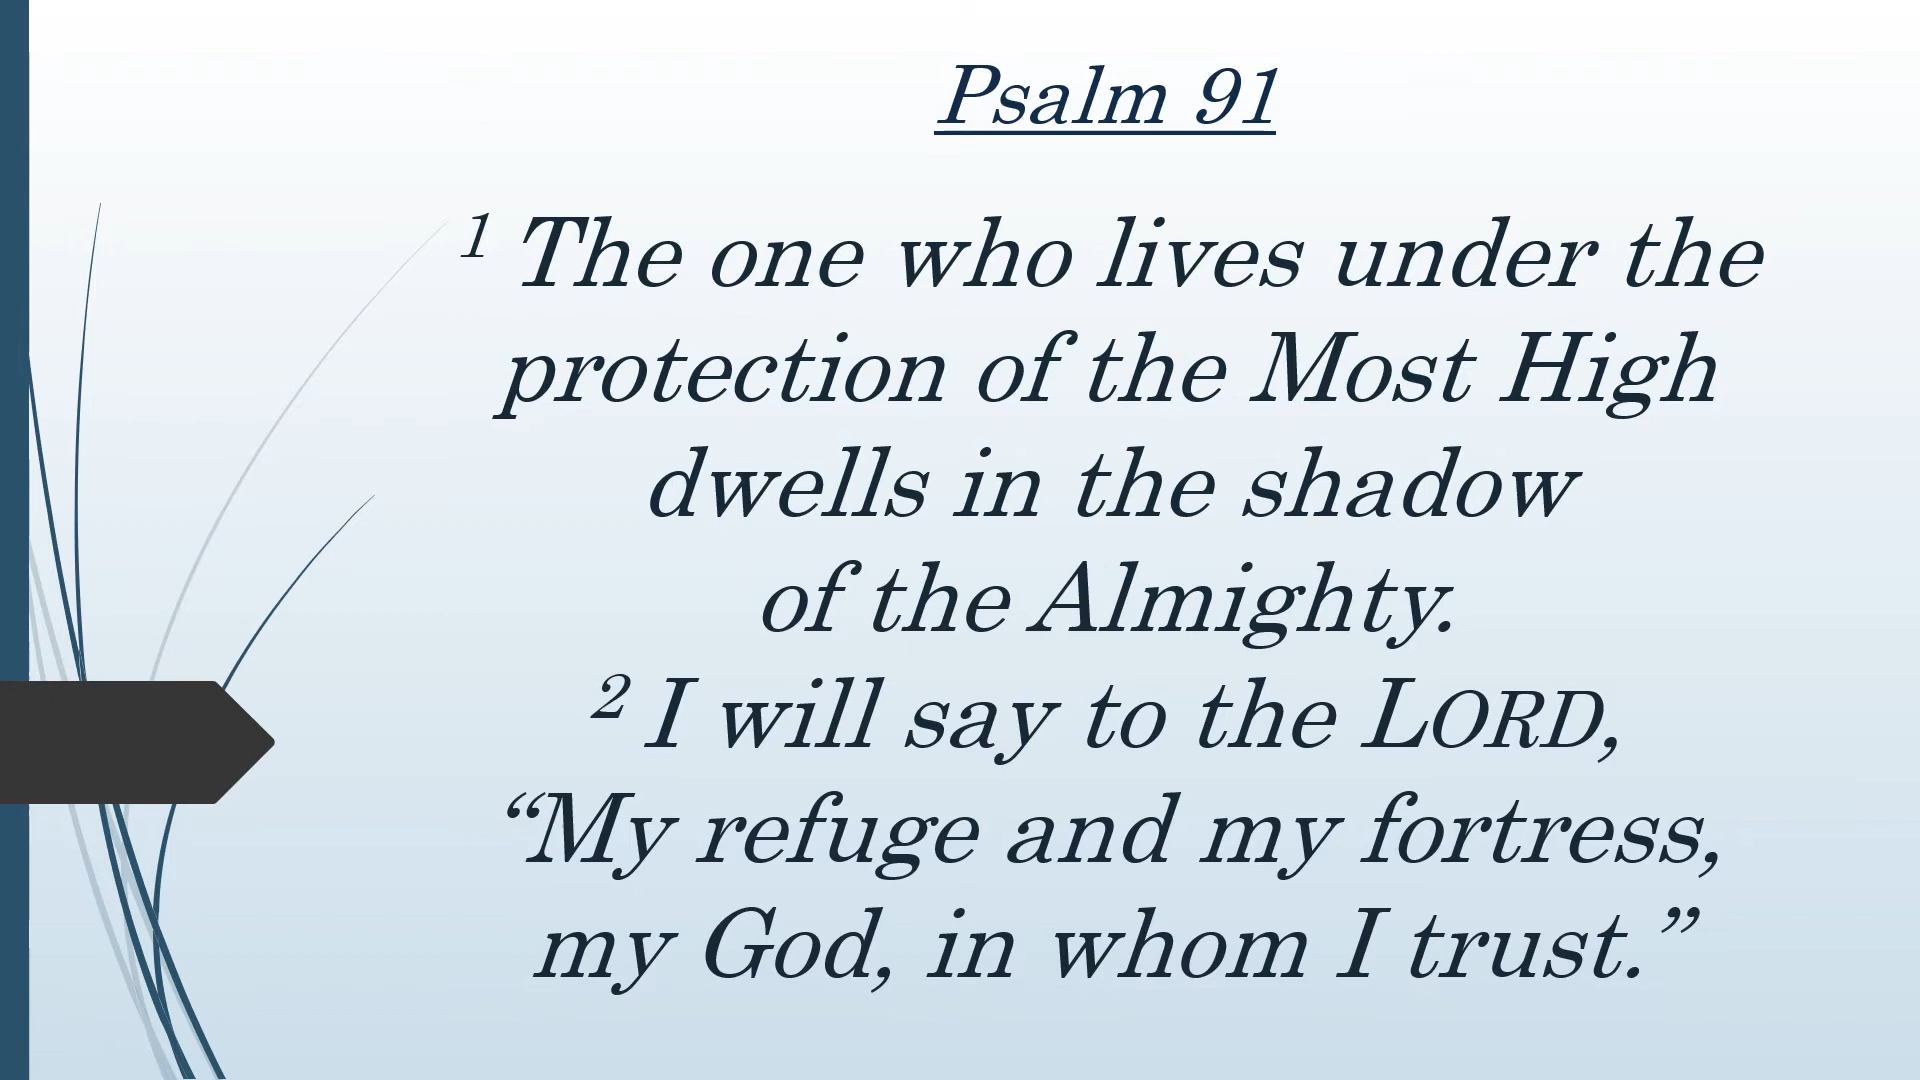 Psalm 91
1 The one who lives under the
protection of the Most High
dwells in the shadow
of the Almighty.
2 I will say to the LORD,
“My refuge and my fortress,
my God, in whom I trust.”